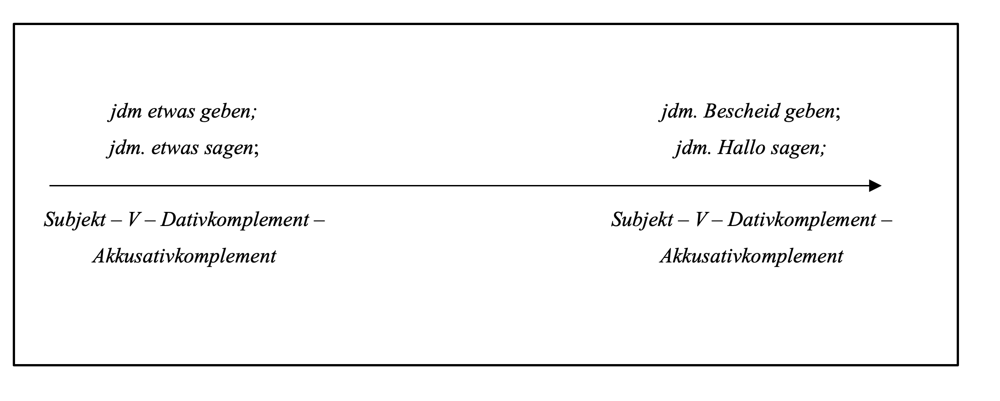 jdm etwas geben;
jdm. etwas sagen;
jdm. Bescheid geben;
jdm. Hallo sagen;
Subjekt – V – Dativkomplement –
Akkusativkomplement
Subjekt – V – Dativkomplement –
Akkusativkomplement